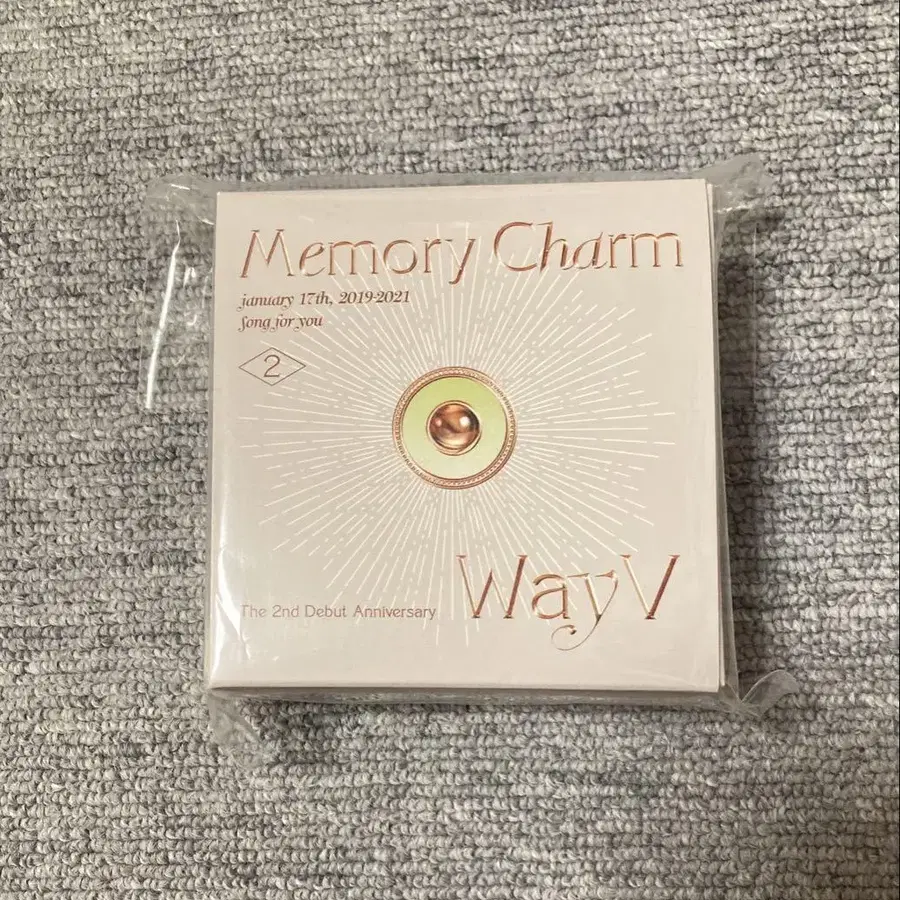 Memory Charm
january 17th, 2019-2021
Song for you
2
The 2nd Debut Anniversary
WayV